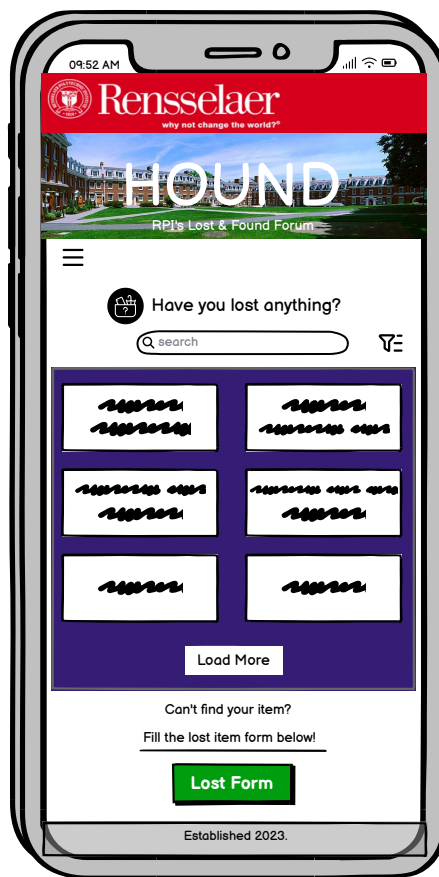 09:52 AM
Rensselaer
why not change the world?®
HOUND
RPI's Lost & Found Forum
Have you lost anything?
search
Load More
Can't find your item?
Fill the lost item form below!
Lost Form
Established 2023.